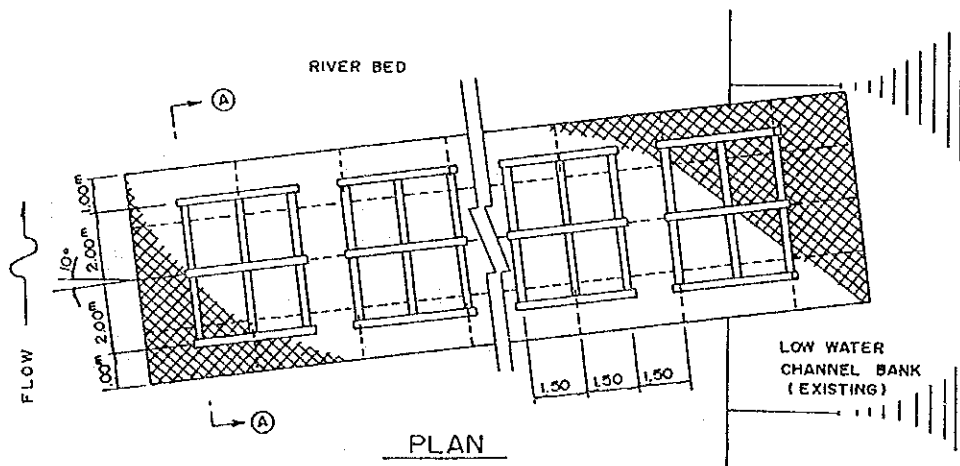 RIVER BED
A
1.00m
2.00m
10°
2.00m
1.00m
FLOW
1.50 1.50 1.50
LOW WATER
CHANNEL BANK
(EXISTING)
A
PLAN